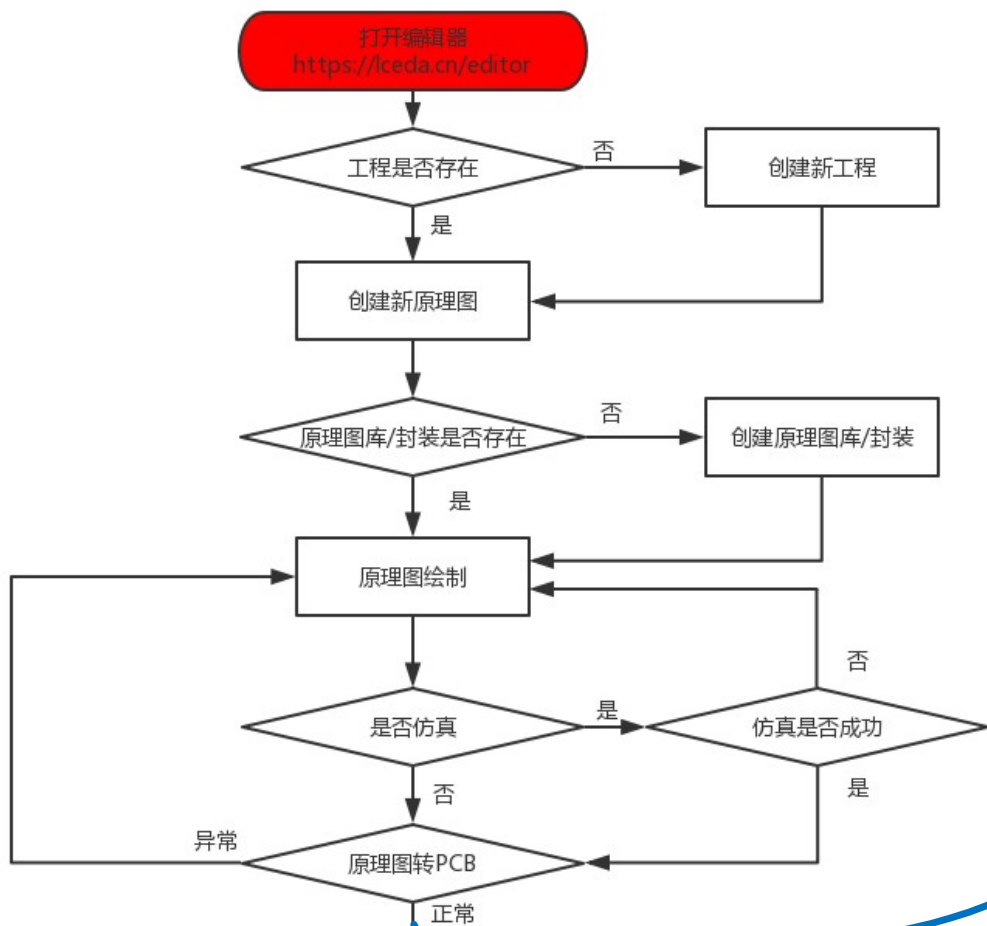 打开编辑器
https://lceda.cn/editor
工程是否存在
否
创建新工程
是
创建新原理图
原理图库/封装是否存在
否
创建原理图库/封装
是
原理图绘制
否
是否仿真
是
仿真是否成功
否
是
异常
原理图转PCB
正常